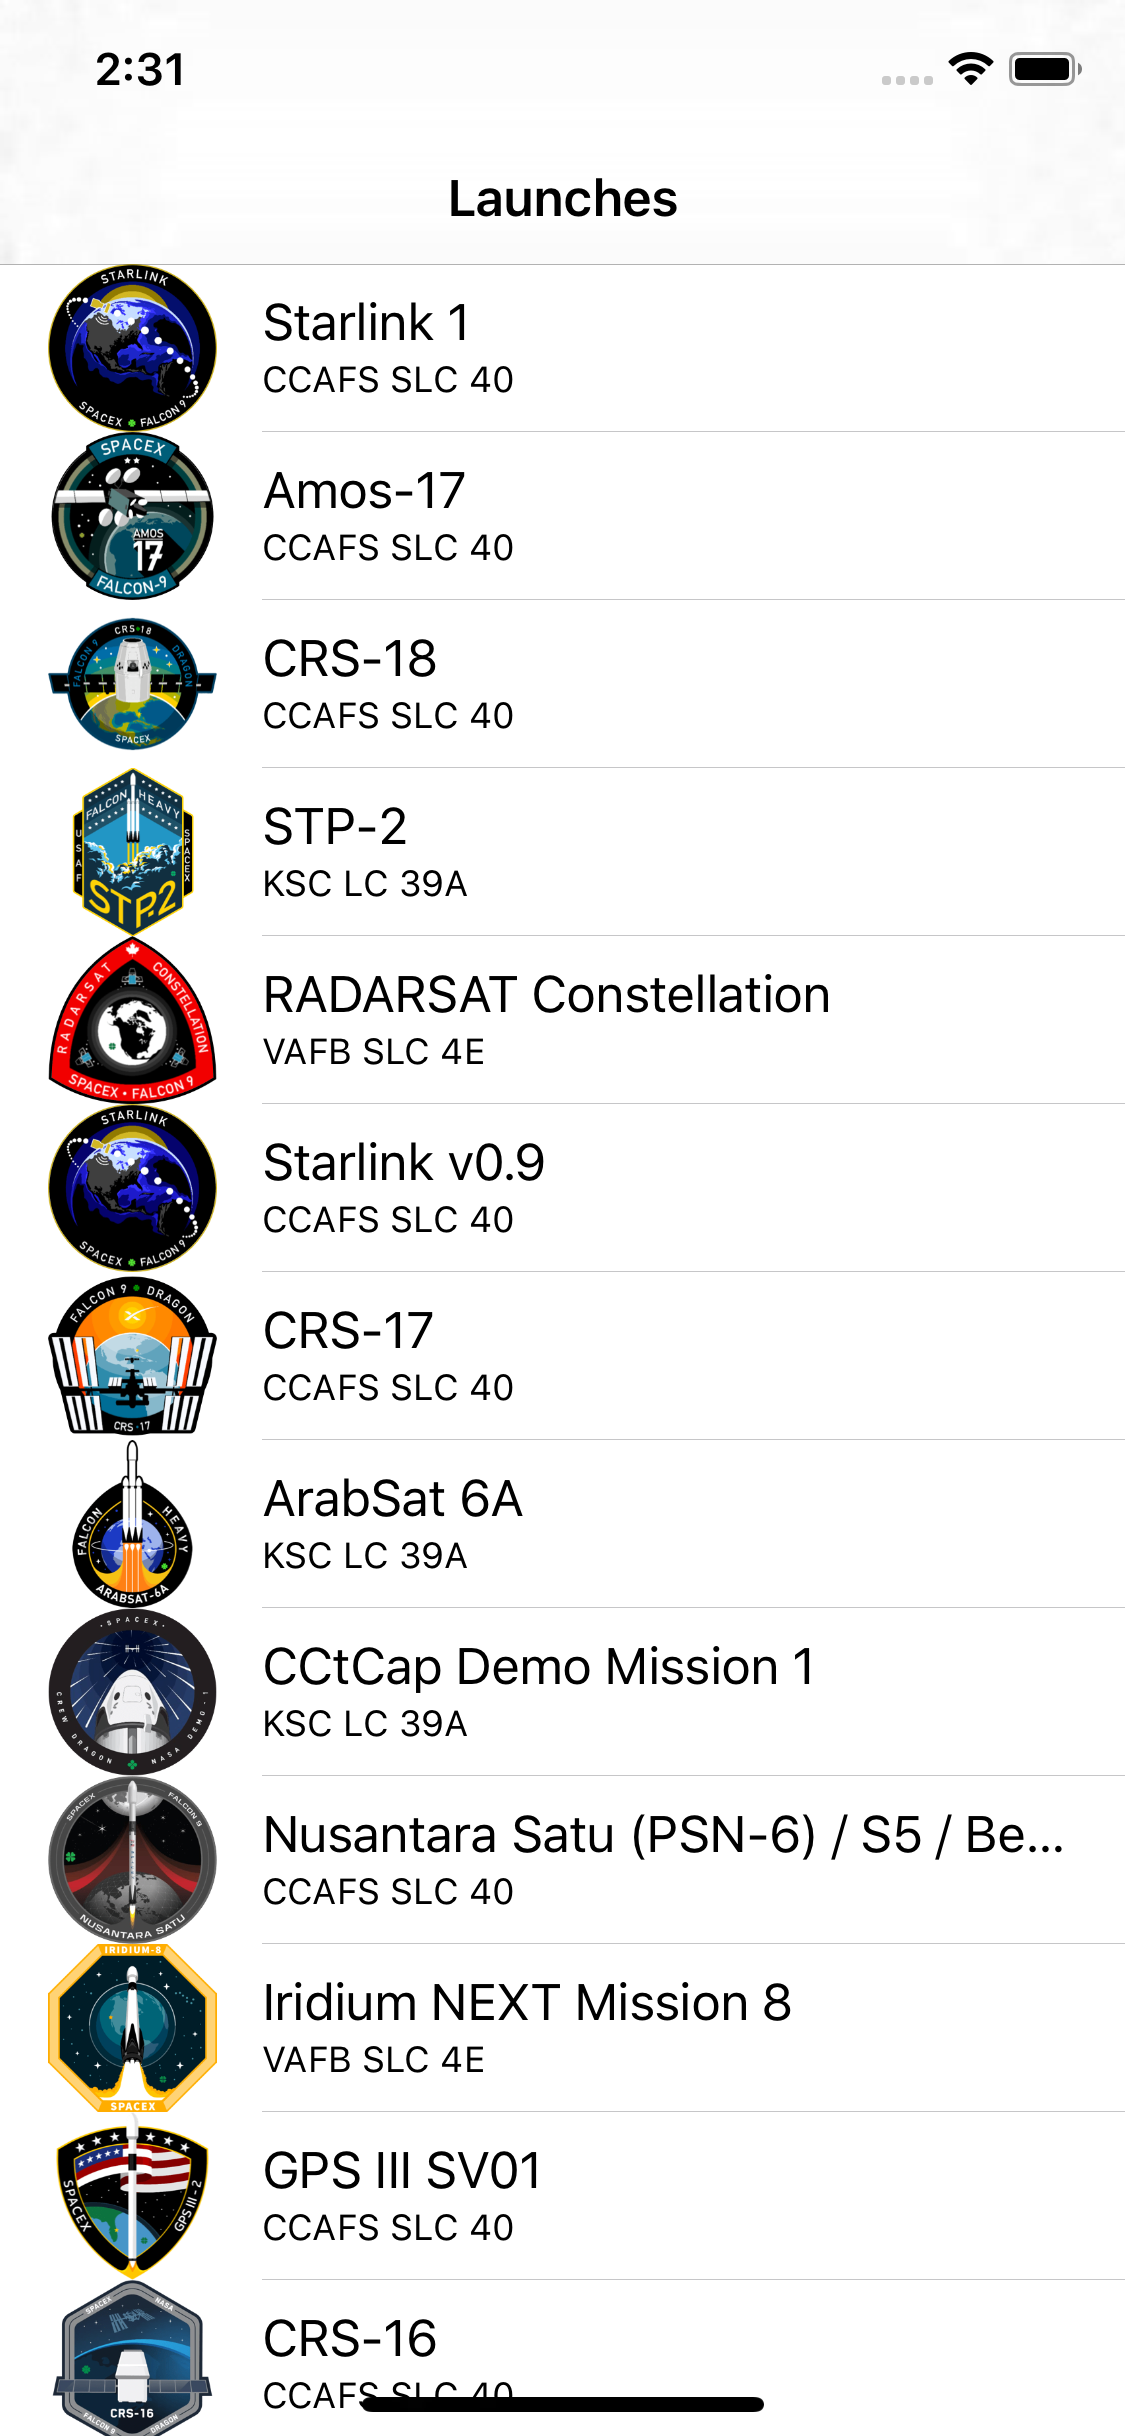 2:31
Launches
STARLINK
SPACEX FALCON 9
Starlink 1
CCAFS SLC 40
SPACEX
AMOS
17
FALCON-9
Amos-17
CCAFS SLC 40
CRS-18
FALCON 9
DRAGON
SPACEX
CRS-18
CCAFS SLC 40
FALCON HEAVY
USAF
SPACEX
STP-2
STP-2
KSC LC 39A
RADARSAT CONSTELLATION
SPACEX • FALCON 9
RADARSAT Constellation
VAFB SLC 4E
STARLINK
SPACEX FALCON 9
Starlink v0.9
CCAFS SLC 40
FALCON 9 DRAGON
CRS-17
CRS-17
CCAFS SLC 40
FALCON HEAVY
ARABSAT-6A
ArabSat 6A
KSC LC 39A
SPACEX
CREW DRAGON NASA DEMO-1
CCtCap Demo Mission 1
KSC LC 39A
SPACEX FALCON 9
NUSANTARA SATU
Nusantara Satu (PSN-6) / S5 / Be...
CCAFS SLC 40
IRIDIUM-8
SPACEX
Iridium NEXT Mission 8
VAFB SLC 4E
SPACEX
GPS III-2
GPS III SV01
CCAFS SLC 40
SPACEX NASA
CRS-16
FALCON 9 DRAGON
CRS-16
CCAFS SLC 40